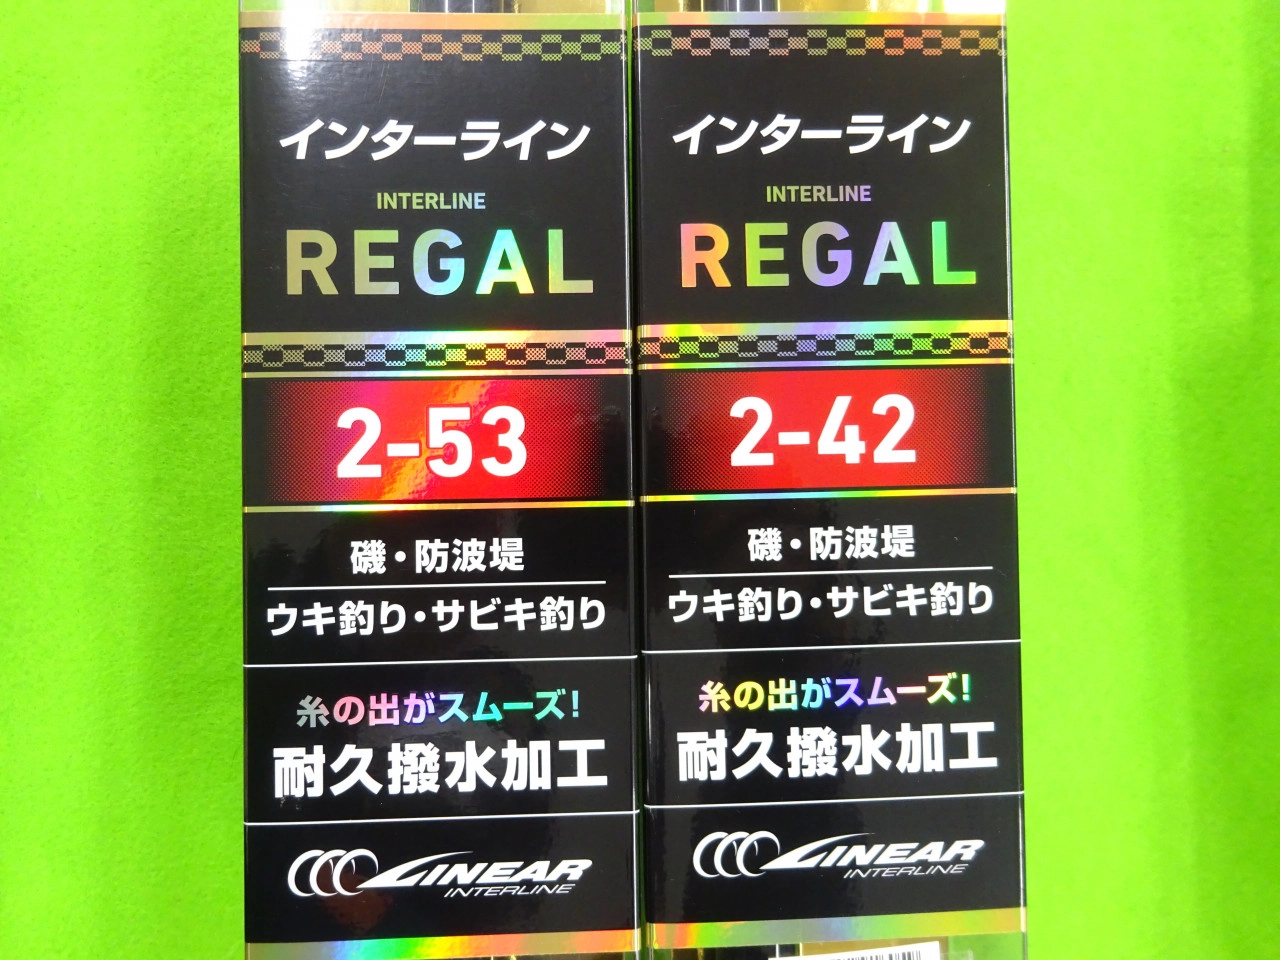 インターライン
INTERLINE
REGAL
2-53
磯・防波堤
ウキ釣り・サビキ釣り
糸の出がスムーズ!
耐久撥水加工
LINEAR
INTERLINE
インターライン
INTERLINE
REGAL
2-42
磯・防波堤
ウキ釣り・サビキ釣り
糸の出がスムーズ!
耐久撥水加工
LINEAR
INTERLINE